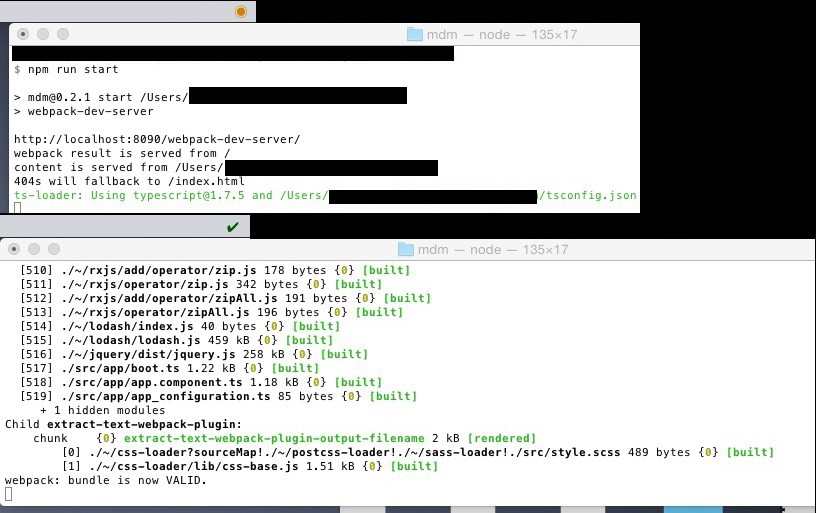 mdm — node — 135×17
$ npm run start
> mdm@0.2.1 start /Users/
> webpack-dev-server
http://localhost:8090/webpack-dev-server/
webpack result is served from /
content is served from /Users/
404s will fallback to /index.html
ts-loader: Using typescript@1.7.5 and /Users/ /tsconfig.json
mdm — node — 135×17
[510] ./~/rxjs/add/operator/zip.js 178 bytes {0} [built]
[511] ./~/rxjs/operator/zip.js 342 bytes {0} [built]
[512] ./~/rxjs/add/operator/zipAll.js 191 bytes {0} [built]
[513] ./~/rxjs/operator/zipAll.js 196 bytes {0} [built]
[514] ./~/lodash/index.js 40 bytes {0} [built]
[515] ./~/lodash/lodash.js 459 kB {0} [built]
[516] ./~/jquery/dist/jquery.js 258 kB {0} [built]
[517] ./src/app/boot.ts 1.22 kB {0} [built]
[518] ./src/app/app.component.ts 1.18 kB {0} [built]
[519] ./src/app/app_configuration.ts 85 bytes {0} [built]
+ 1 hidden modules
Child extract-text-webpack-plugin:
chunk {0} extract-text-webpack-plugin-output-filename 2 kB [rendered]
[0] ./~/css-loader?sourceMap!./~/postcss-loader!./~/sass-loader!./src/style.scss 489 bytes {0} [built]
[1] ./~/css-loader/lib/css-base.js 1.51 kB {0} [built]
webpack: bundle is now VALID.